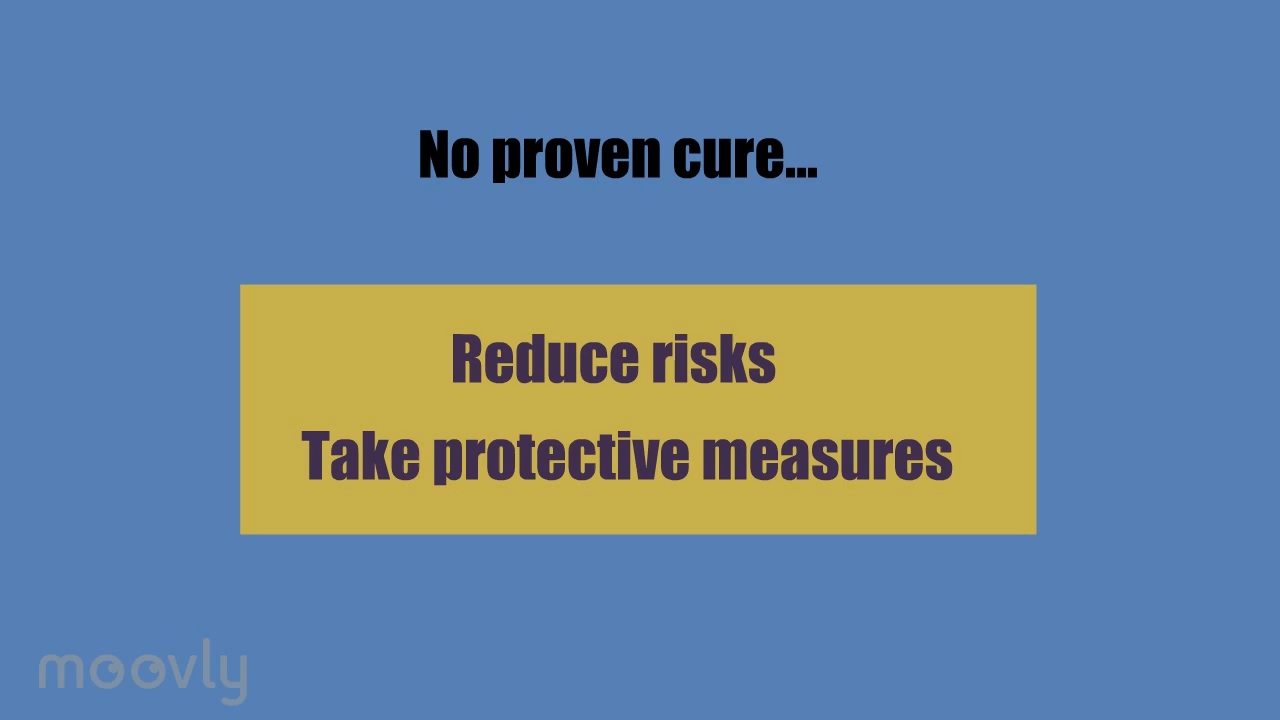 No proven cure...
Reduce risks
Take protective measures
moovly